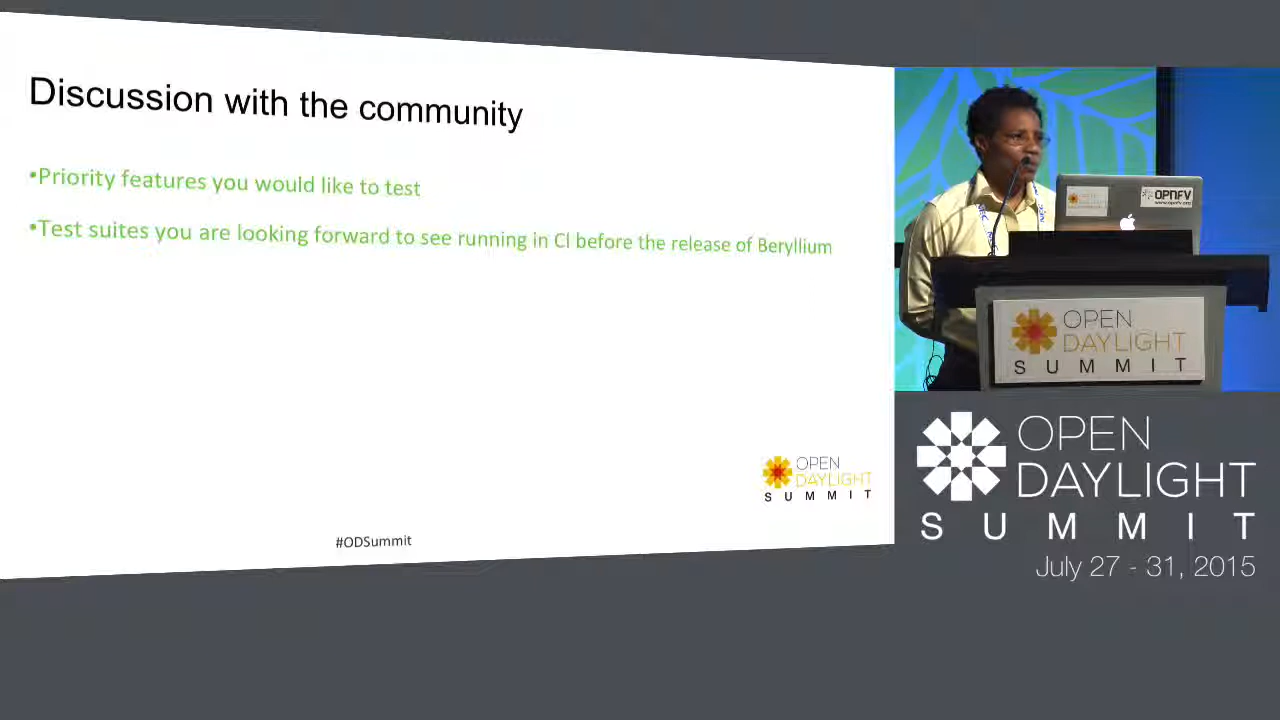 Discussion with the community
•Priority features you would like to test
•Test suites you are looking forward to see running in CI before the release of Beryllium
OPEN
DAYLIGHT
SUMMIT
#ODSummit
OPNFV
OPEN
DAYLIGHT
SUMMIT
OPEN
DAYLIGHT
SUMMIT
July 27 - 31, 2015